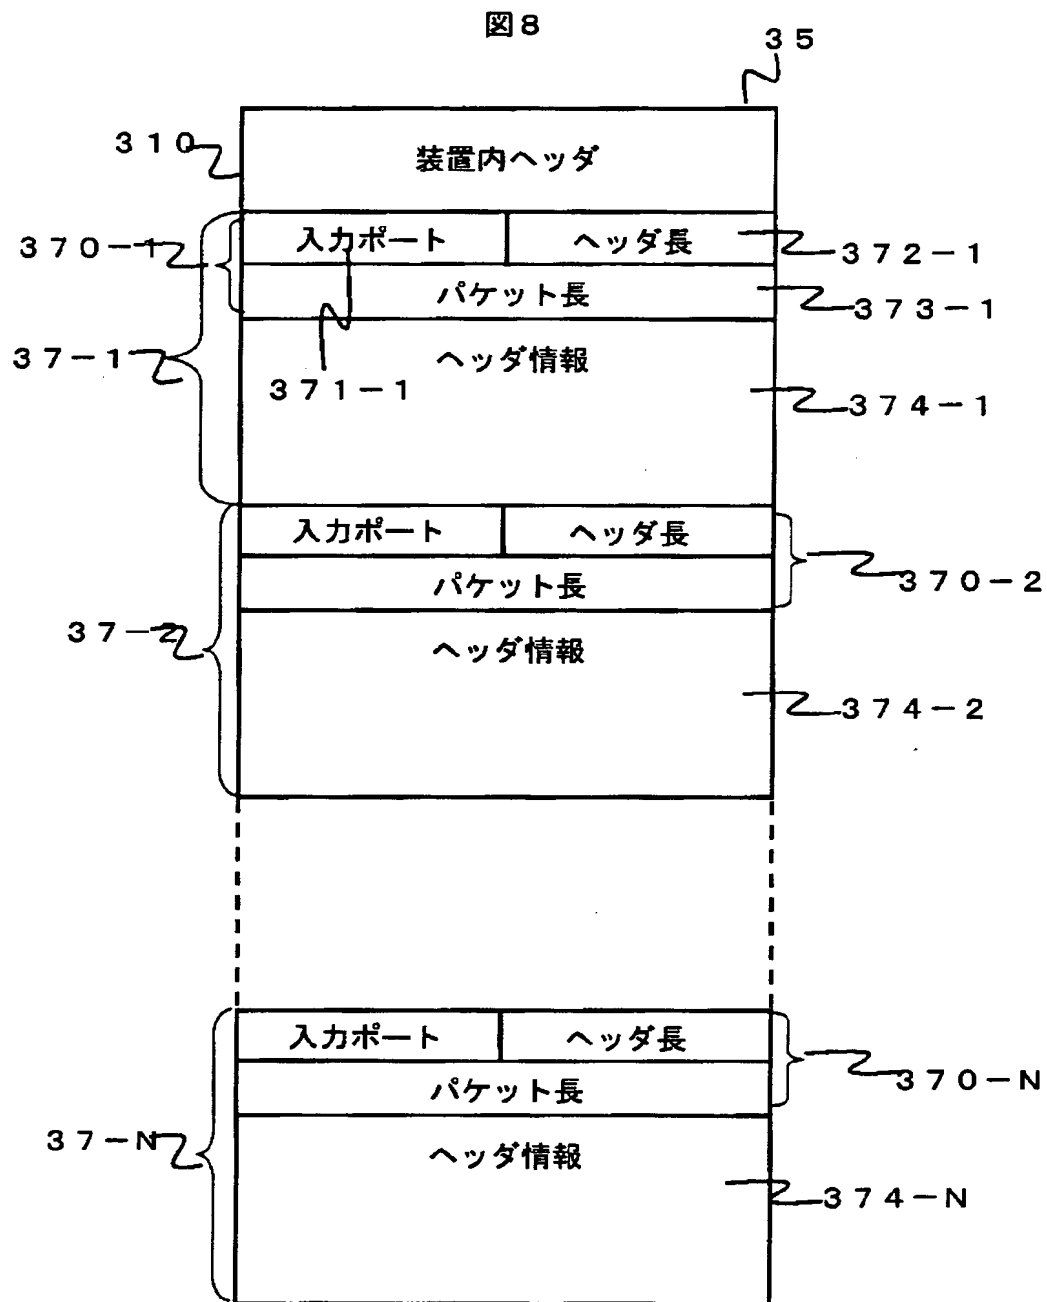 図8
35
310
装置内ヘッダ
370-1
入力ポート
ヘッダ長
372-1
パケット長
373-1
37-1
371-1
ヘッダ情報
374-1
入力ポート
ヘッダ長
370-2
パケット長
37-2
ヘッダ情報
374-2
入力ポート
ヘッダ長
370-N
パケット長
37-N
ヘッダ情報
374-N